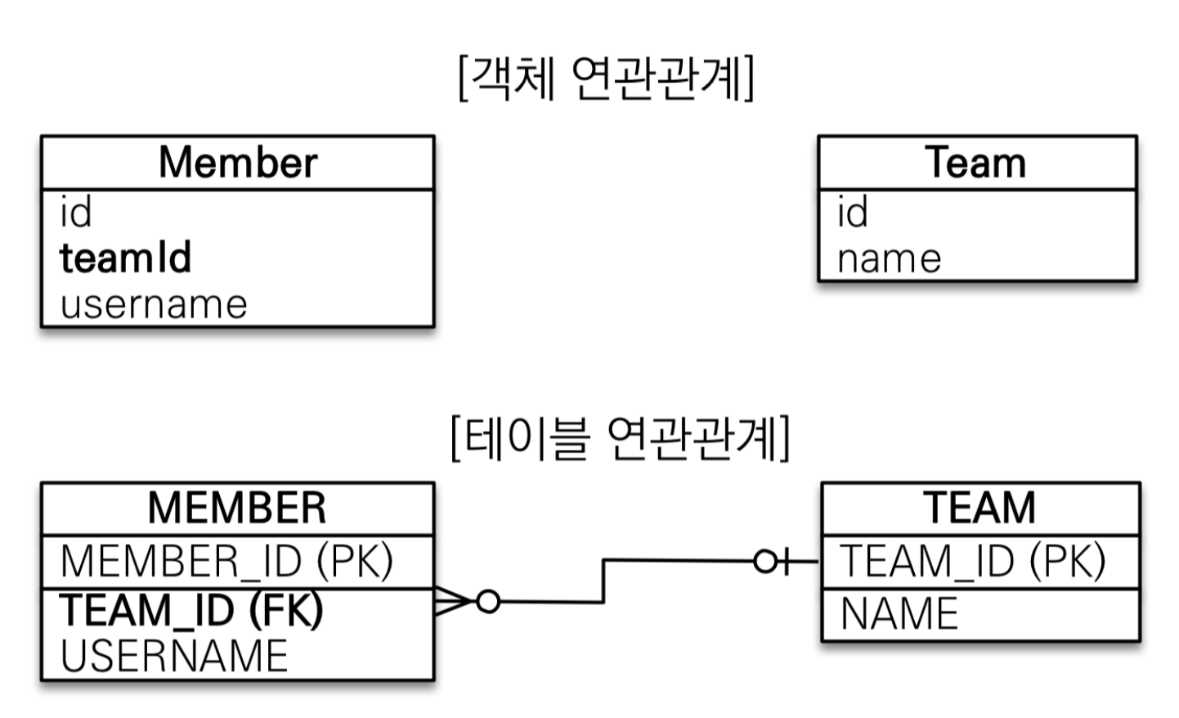 [객체 연관관계]
Member
id
teamId
username
Team
id
name
[테이블 연관관계]
MEMBER
MEMBER_ID (PK)
TEAM_ID (FK)
USERNAME
TEAM
TEAM_ID (PK)
NAME